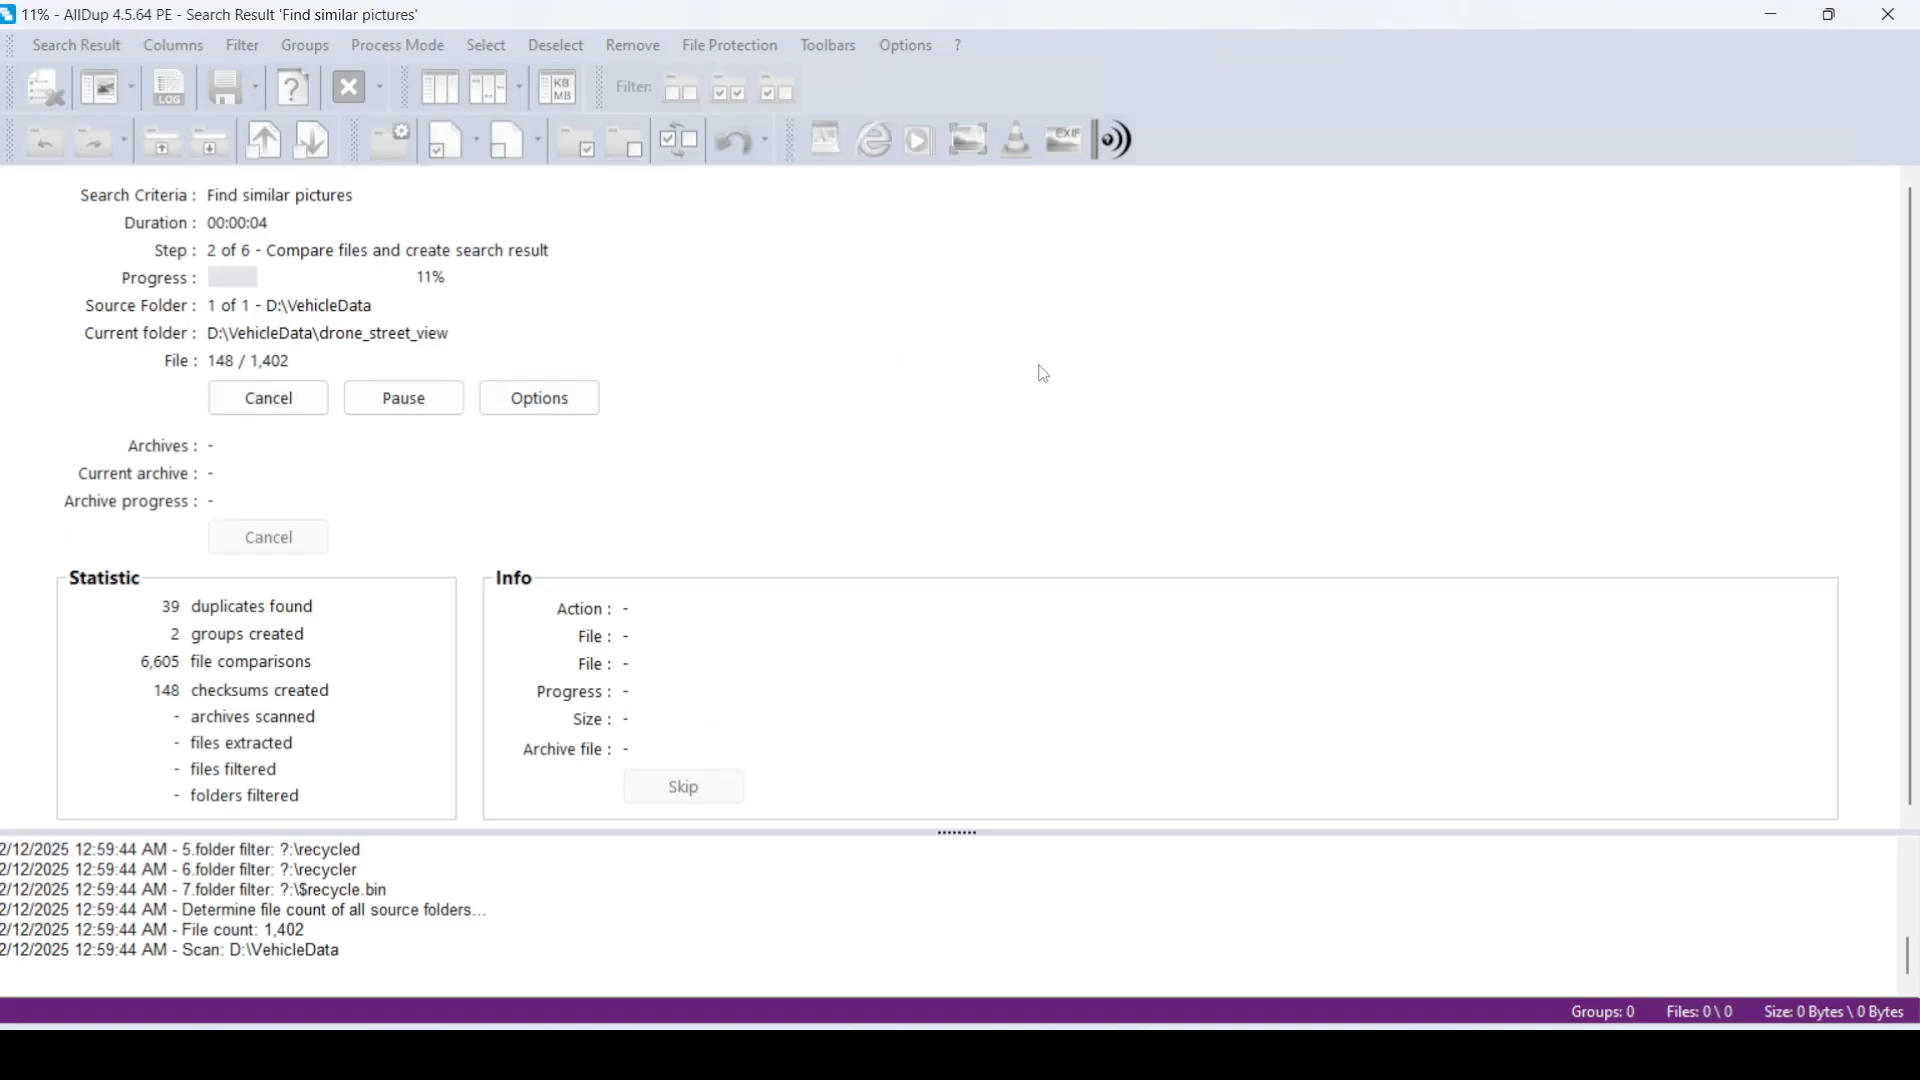 11% - AllDup 4.5.64 PE - Search Result 'Find similar pictures'
Search Result Columns Filter Groups Process Mode Select Deselect Remove File Protection Toolbars Options ?
LOG ? KB MB Filter:
EXIF
Search Criteria : Find similar pictures
Duration : 00:00:04
Step : 2 of 6 - Compare files and create search result
Progress : 11%
Source Folder : 1 of 1 - D:\VehicleData
Current folder : D:\VehicleData\drone_street_view
File : 148 / 1,402
Cancel Pause Options
Archives : -
Current archive : -
Archive progress : -
Cancel
Statistic
39 duplicates found
2 groups created
6,605 file comparisons
148 checksums created
- archives scanned
- files extracted
- files filtered
- folders filtered
Info
Action : -
File : -
File : -
Progress : -
Size : -
Archive file : -
Skip
2/12/2025 12:59:44 AM - 5.folder filter: ?:\recycled
2/12/2025 12:59:44 AM - 6.folder filter: ?:\recycler
2/12/2025 12:59:44 AM - 7.folder filter: ?:\$recycle.bin
2/12/2025 12:59:44 AM - Determine file count of all source folders...
2/12/2025 12:59:44 AM - File count: 1,402
2/12/2025 12:59:44 AM - Scan: D:\VehicleData
Groups: 0 Files: 0 \ 0 Size: 0 Bytes \ 0 Bytes